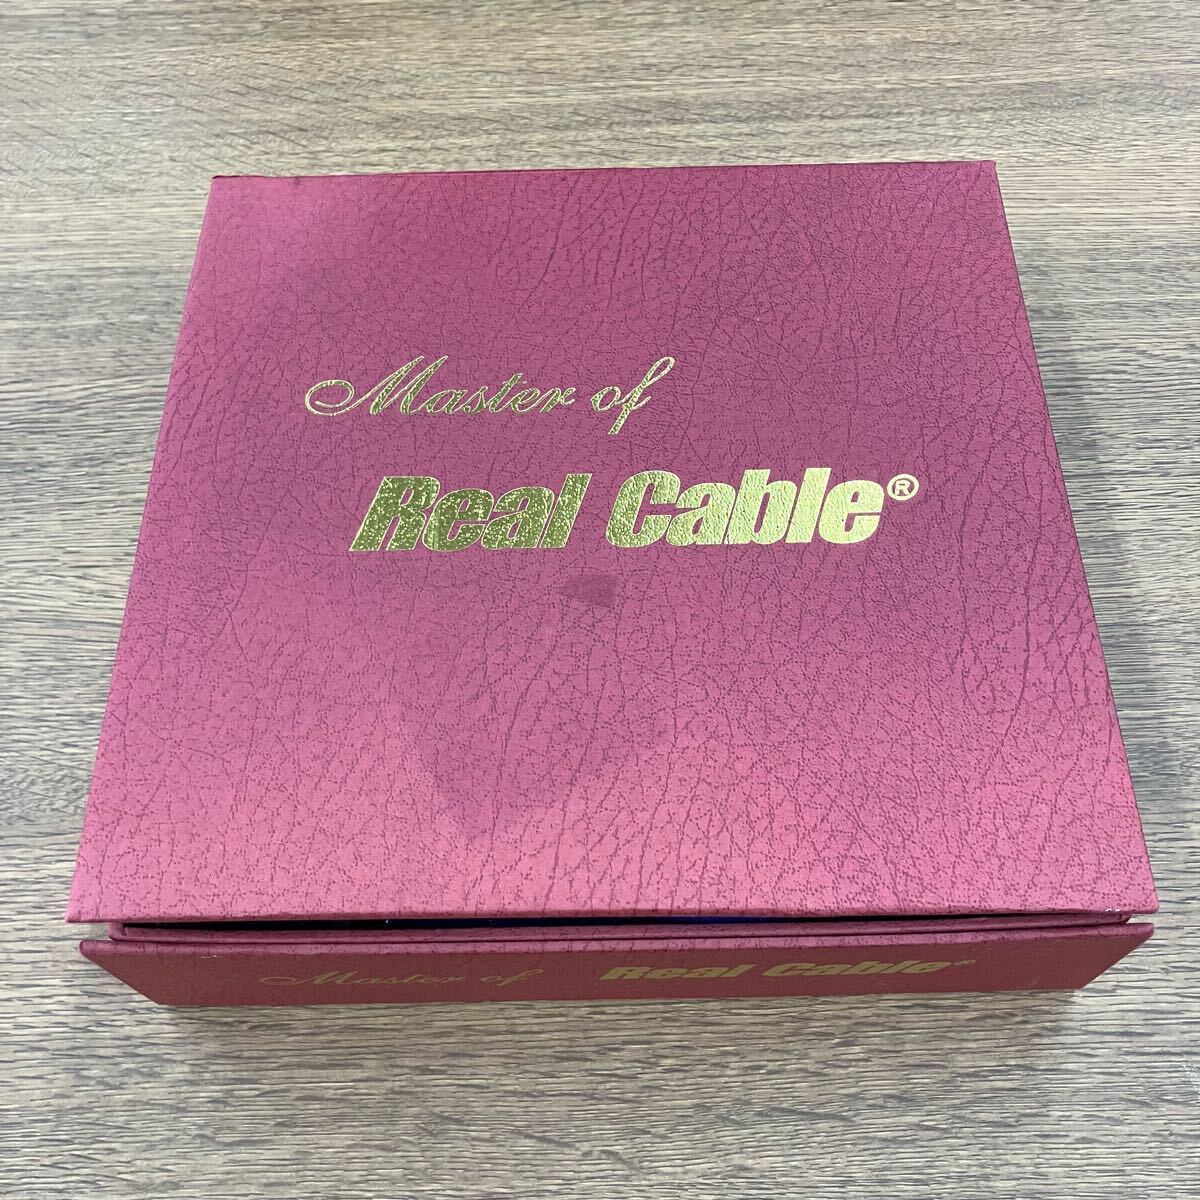 Master of
Real Cable®
Master of Real Cable®